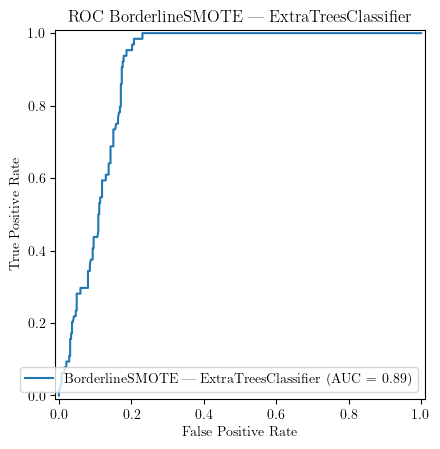 ROC BorderlineSMOTE — ExtraTreesClassifier
1.0
0.8
0.6
0.4
0.2
0.0
True Positive Rate
BorderlineSMOTE — ExtraTreesClassifier (AUC = 0.89)
0.0 0.2 0.4 0.6 0.8 1.0
False Positive Rate